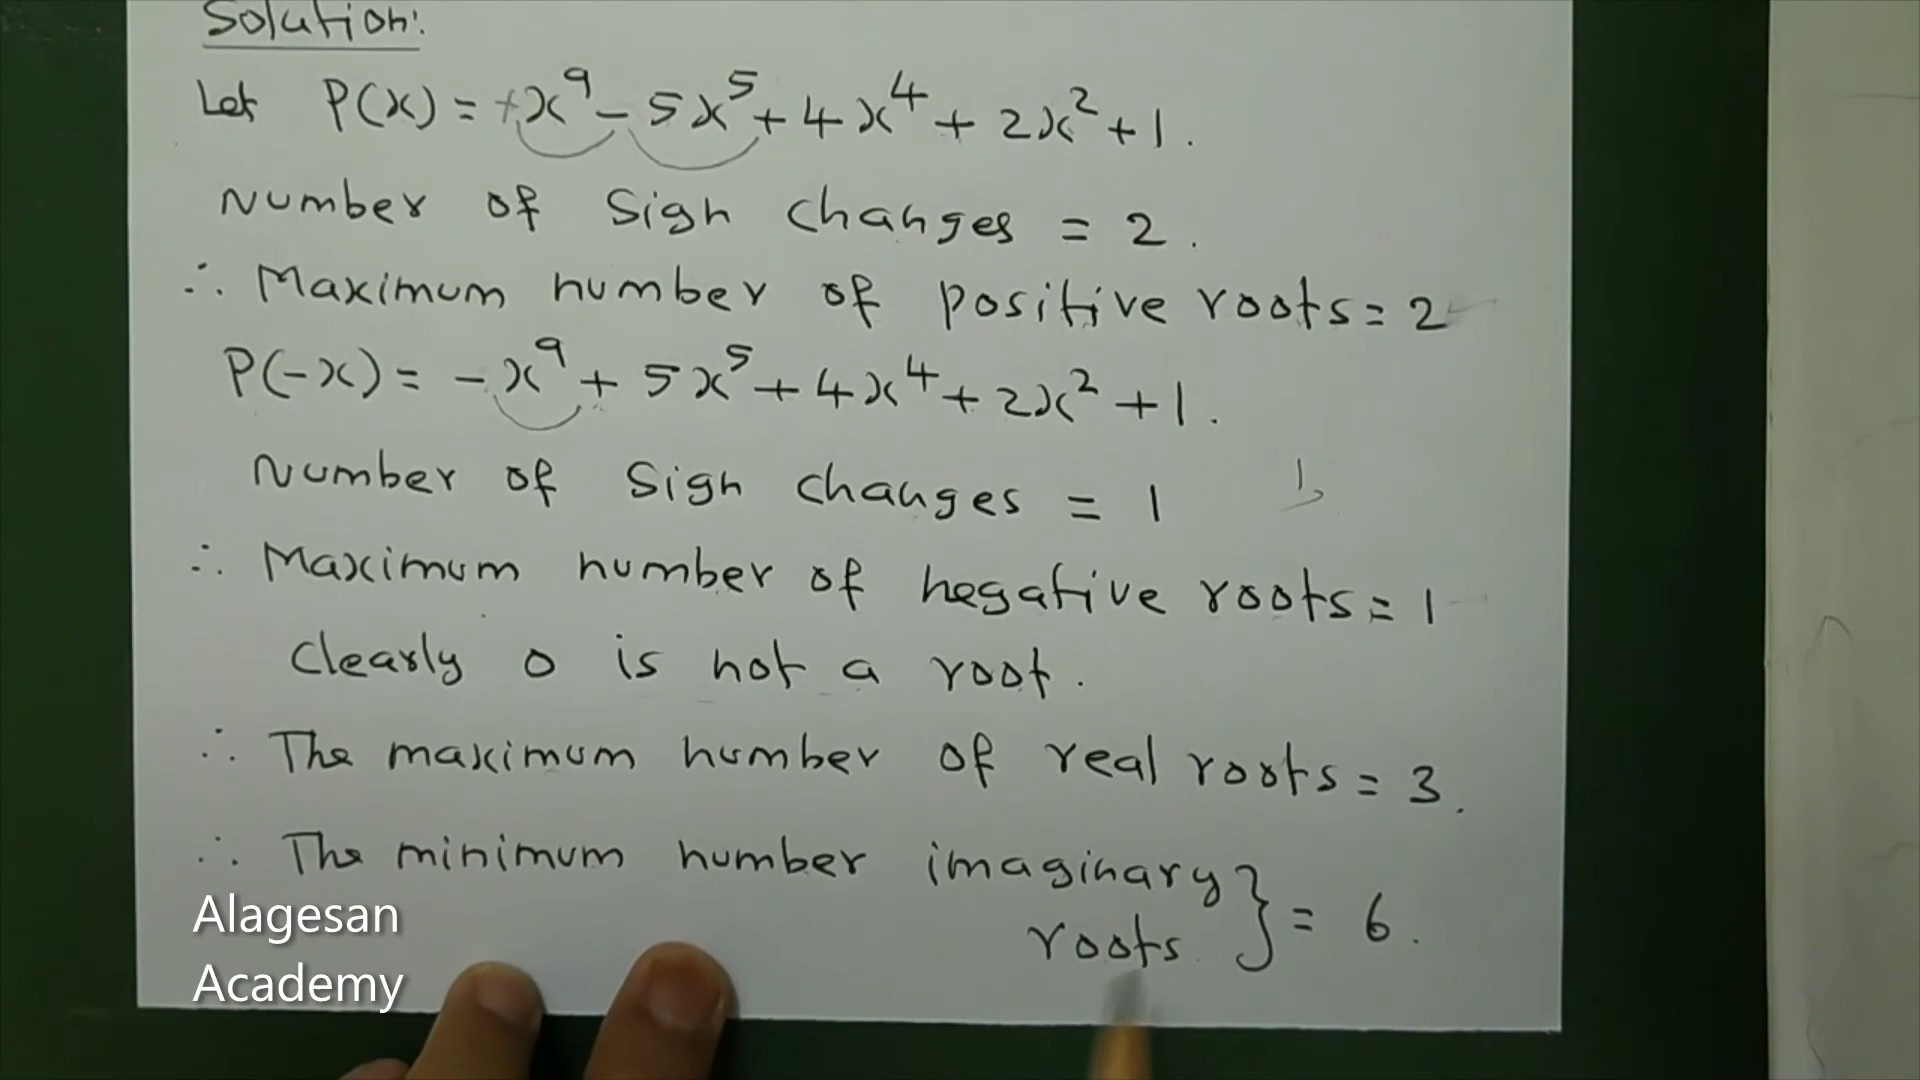 Solution:
Let P(x) = +x⁹ - 5x⁵ + 4x⁴ + 2x² + 1.
Number of sign changes = 2.
∴ Maximum number of positive roots = 2
P(-x) = -x⁹ + 5x⁵ + 4x⁴ + 2x² + 1.
Number of sign changes = 1
∴ Maximum number of negative roots = 1
Clearly 0 is not a root.
∴ The maximum number of real roots = 3.
∴ The minimum number imaginary
roots } = 6.
Alagesan
Academy